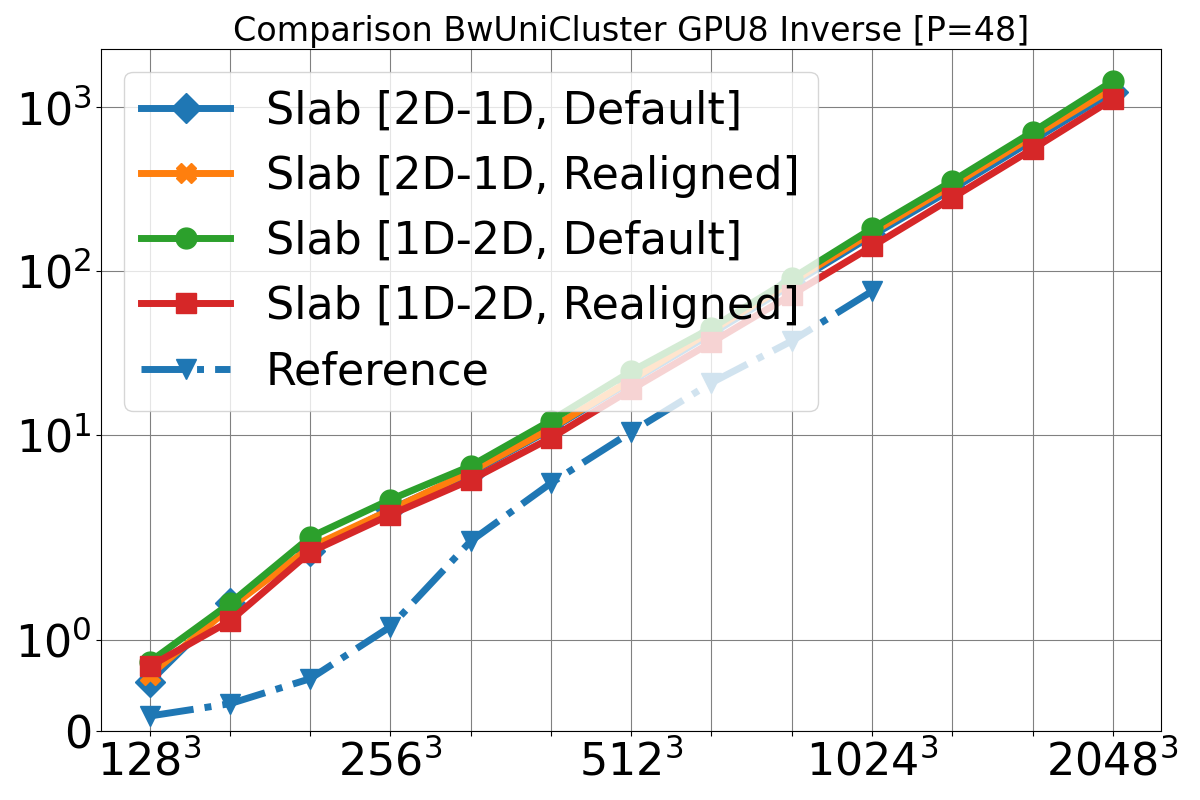 Comparison BwUniCluster GPU8 Inverse [P=48]
10³
Slab [2D-1D, Default]
Slab [2D-1D, Realigned]
Slab [1D-2D, Default]
10²
Slab [1D-2D, Realigned]
Reference
10¹
10⁰
0
128³ 256³ 512³ 1024³ 2048³